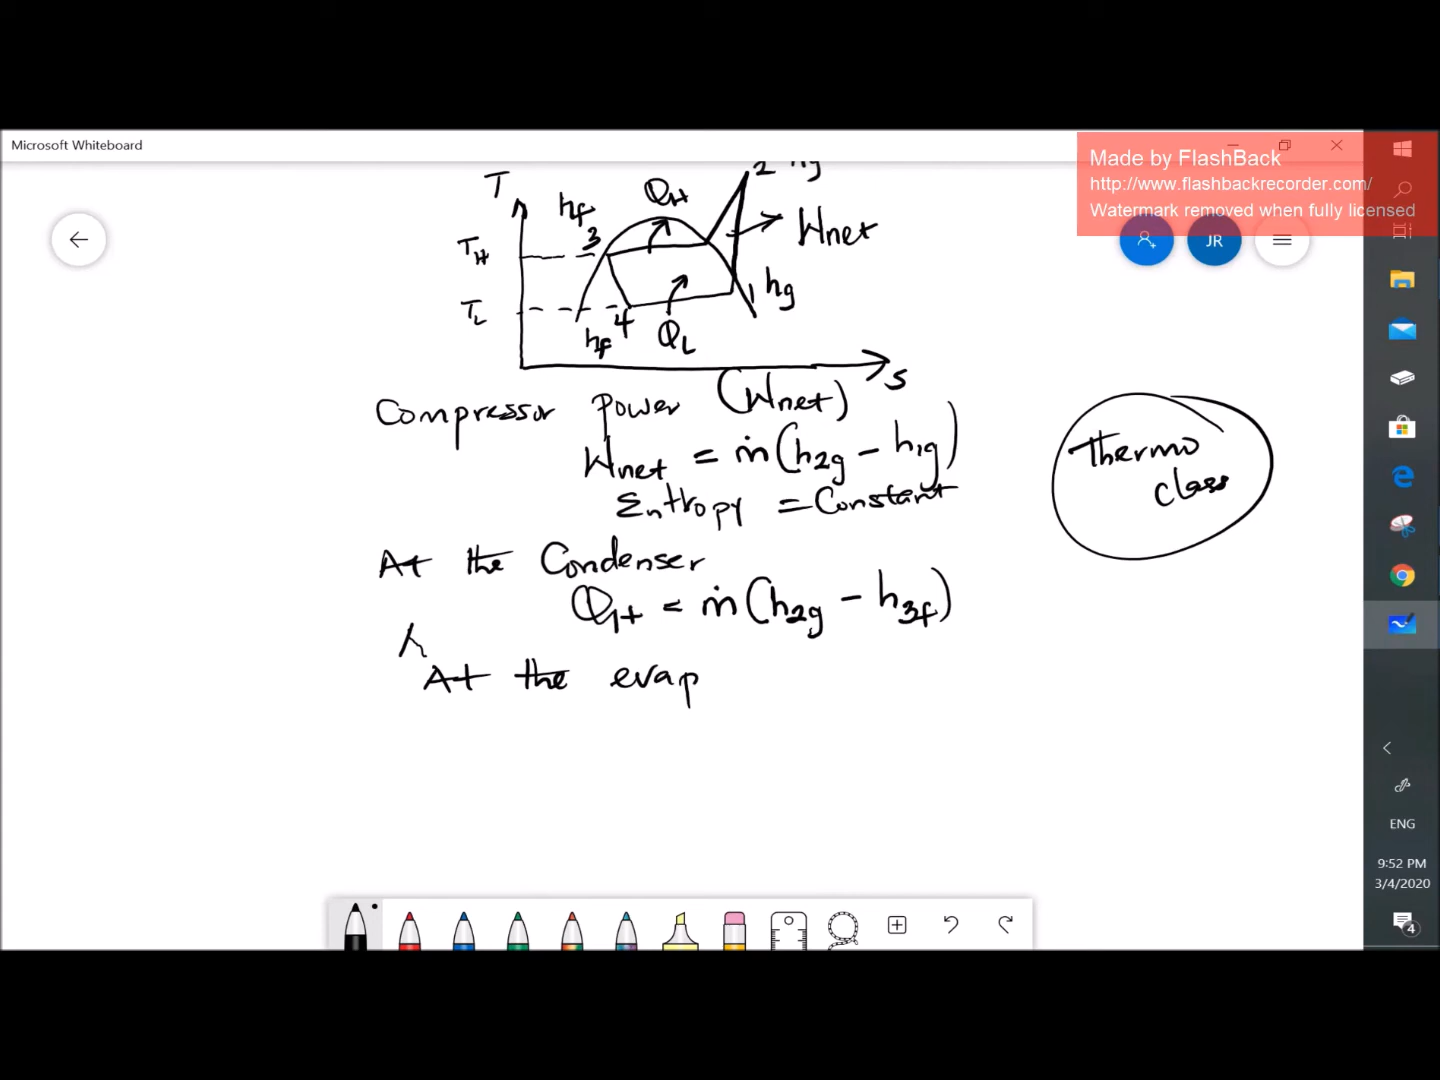 Microsoft Whiteboard
Made by FlashBack
http://www.flashbackrecorder.com/
Watermark removed when fully licensed
JR
T
hf
QH
2 hg
3
TH
Wnet
1 hg
TL
4
hf
QL
S
Compressor Power (Wnet)
Wnet = ṁ(h2g - h1g)
Entropy = Constant
At the Condenser
QH = ṁ(h2g - h3f)
At the evap
Thermo
class
ENG
9:52 PM
3/4/2020
4